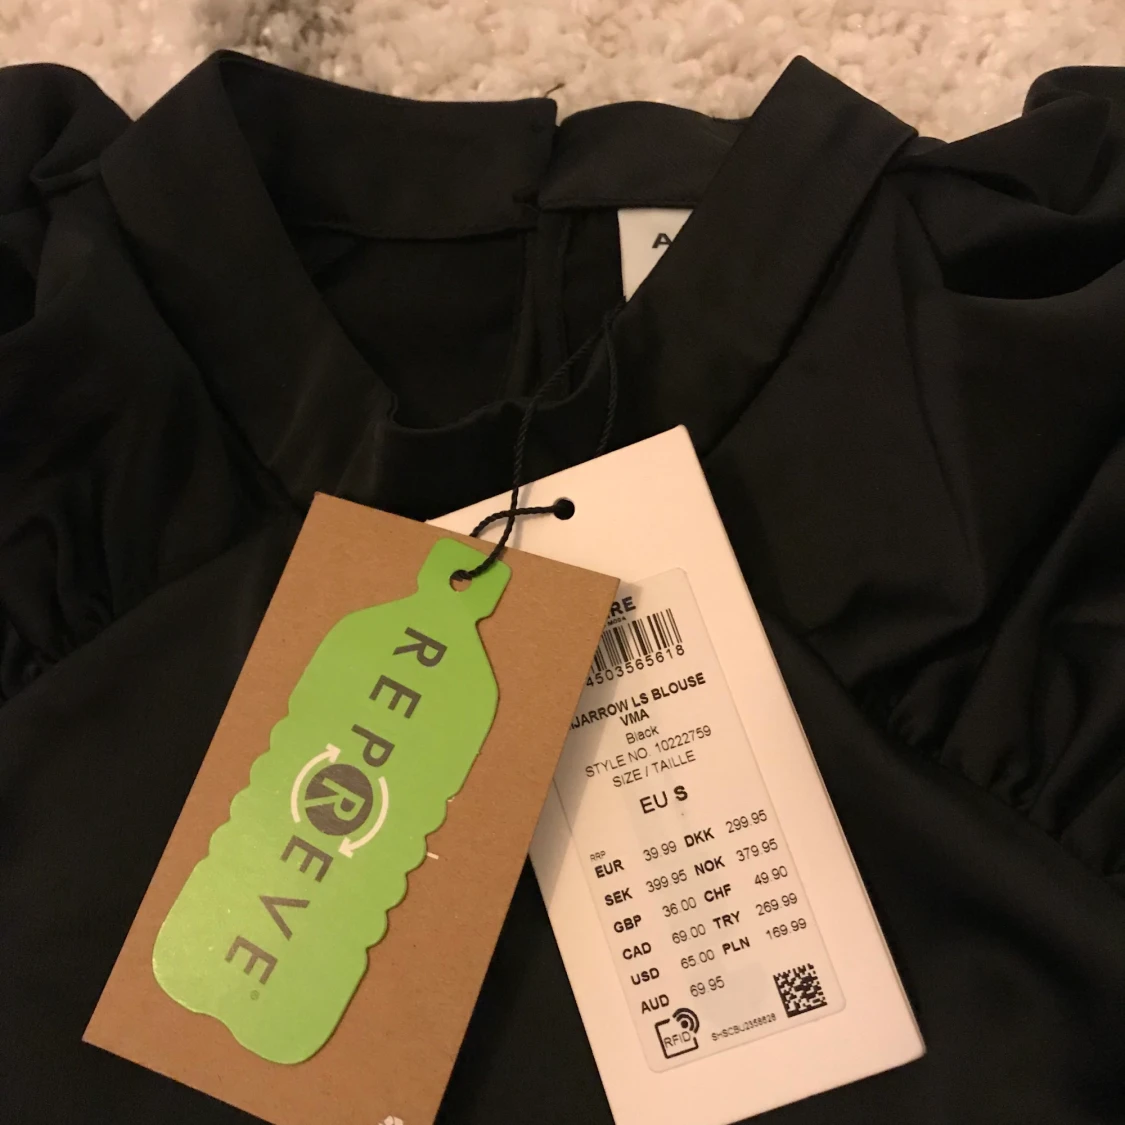 A
REPREVE®
RE
MODA
4503565618
JARROW LS BLOUSE
VMA
Black
STYLE NO. 10222759
SIZE / TAILLE
EU S
RRP
EUR 39.99 DKK 299.95
SEK 399.95 NOK 379.95
GBP 36.00 CHF 49.90
CAD 69.00 TRY 269.99
USD 65.00 PLN 169.99
AUD 69.95
RFID